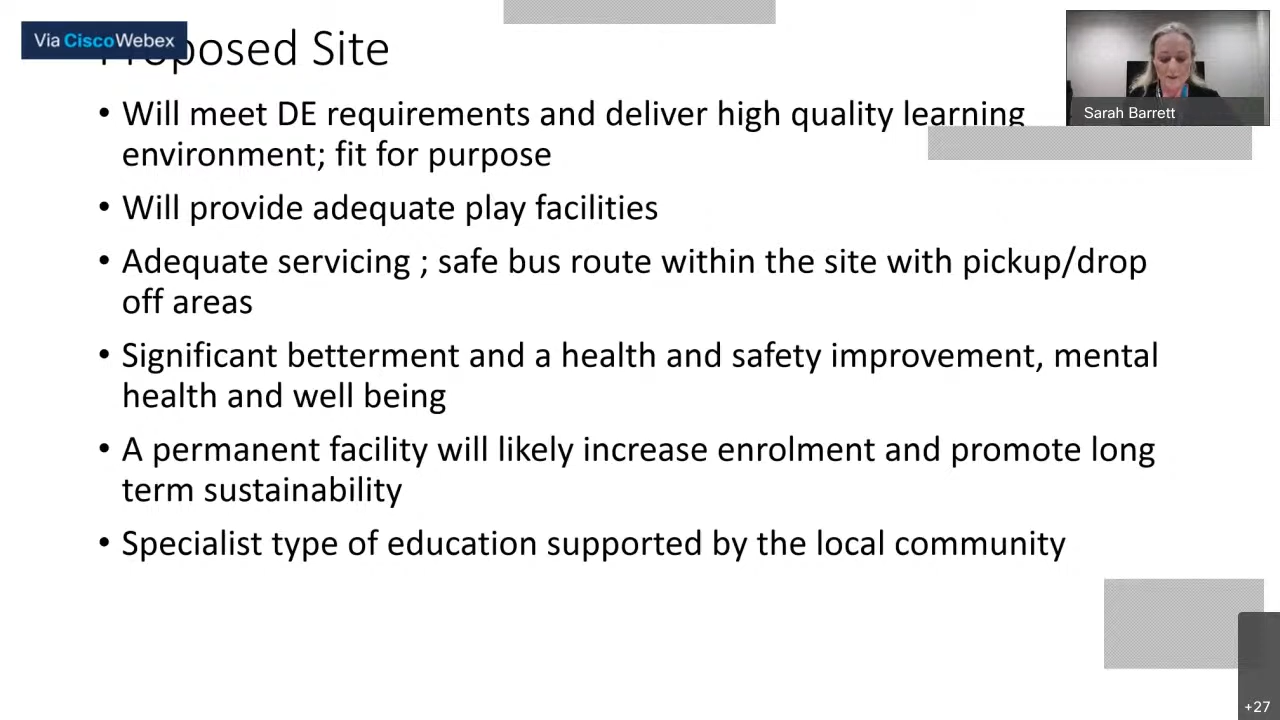 Via Cisco Webex
posed Site
Sarah Barrett
• Will meet DE requirements and deliver high quality learning
environment; fit for purpose
• Will provide adequate play facilities
• Adequate servicing ; safe bus route within the site with pickup/drop
off areas
• Significant betterment and a health and safety improvement, mental
health and well being
• A permanent facility will likely increase enrolment and promote long
term sustainability
• Specialist type of education supported by the local community
+27